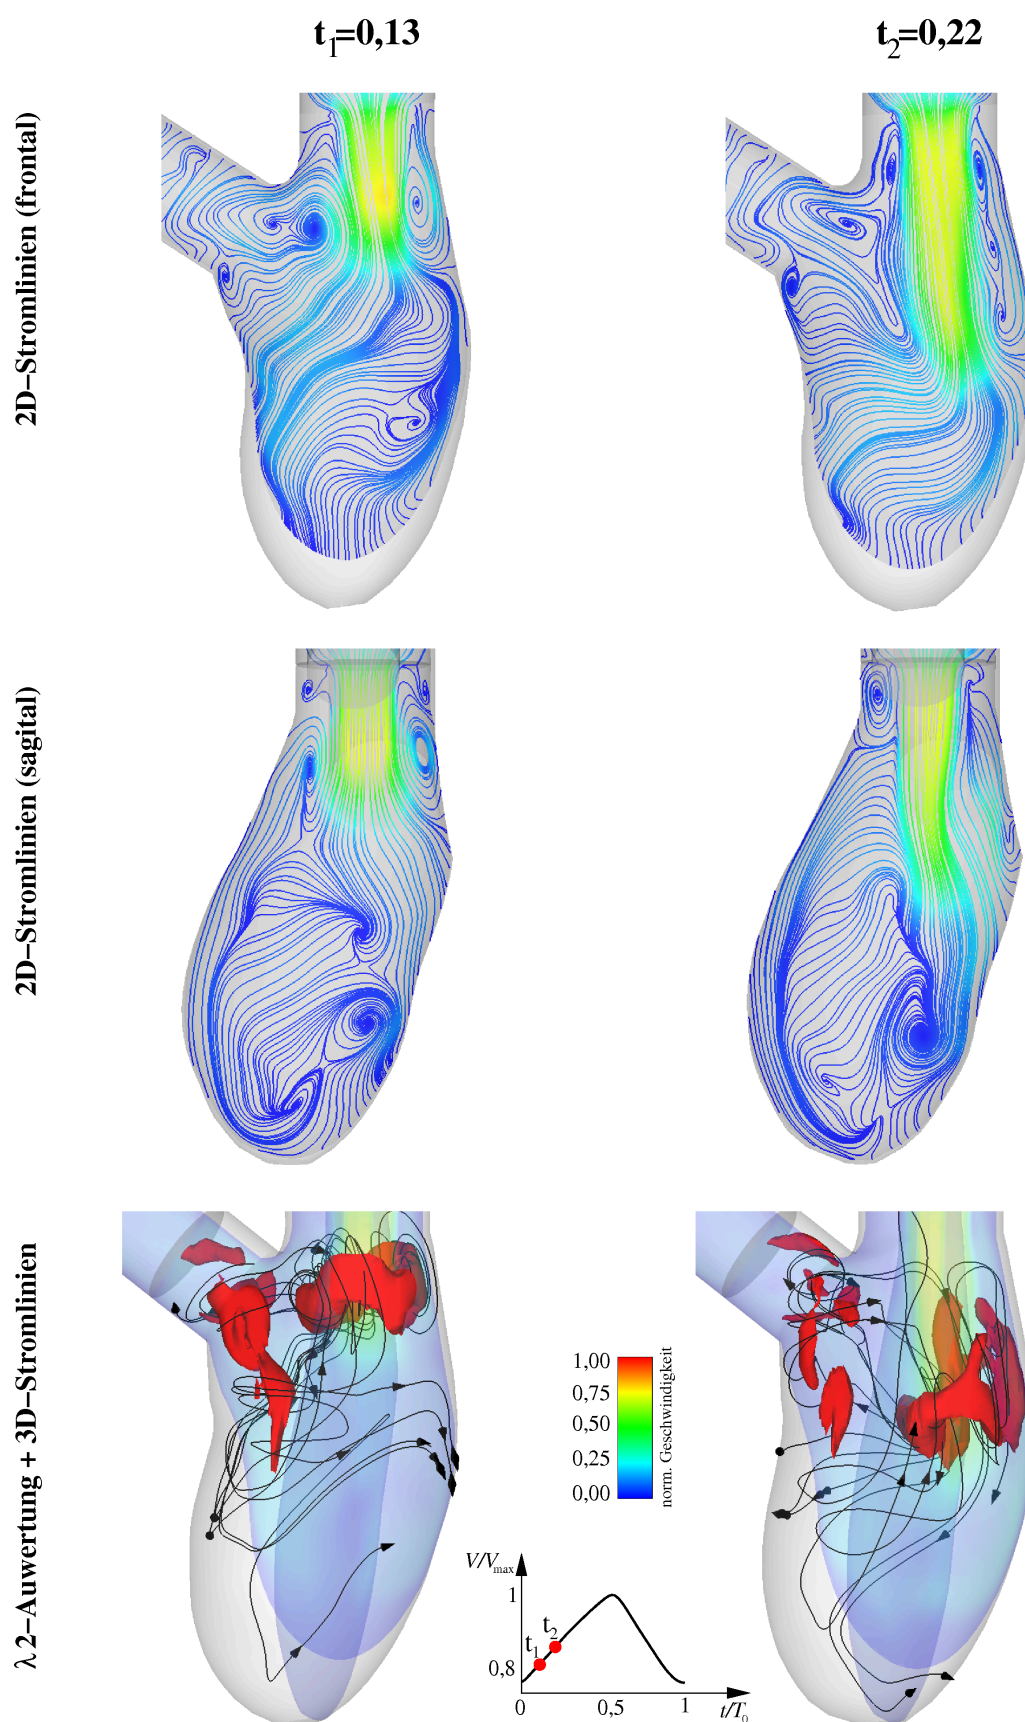 t₁=0,13
t₂=0,22
2D−Stromlinien (frontal)
2D−Stromlinien (sagital)
λ2−Auwertung + 3D−Stromlinien
1,00
0,75
0,50
0,25
0,00
norm. Geschwindigkeit
V/Vmax
1
t₂
t₁
0,8
0
0,5
1
t/T₀